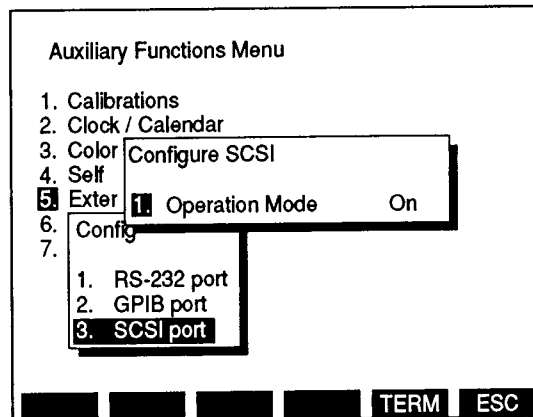 Auxiliary Functions Menu
1. Calibrations
2. Clock / Calendar
3. Color
4. Self
5. Exter
6.
7.
Configure SCSI
1. Operation Mode On
Config
1. RS-232 port
2. GPIB port
3. SCSI port
TERM ESC